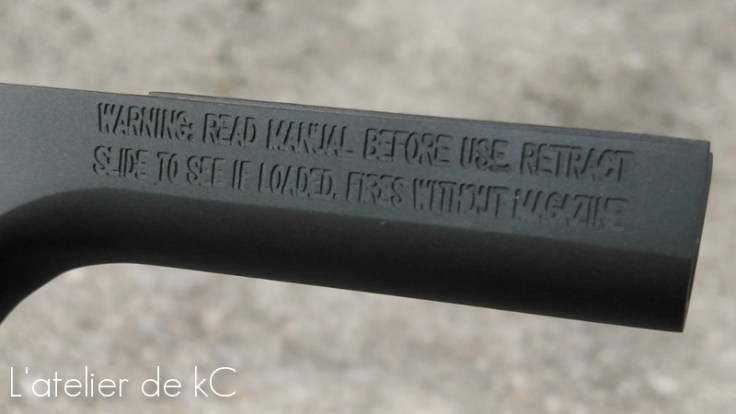 WARNING: READ MANUAL BEFORE USE. RETRACT
SLIDE TO SEE IF LOADED. FIRES WITHOUT MAGAZINE
L'atelier de kC